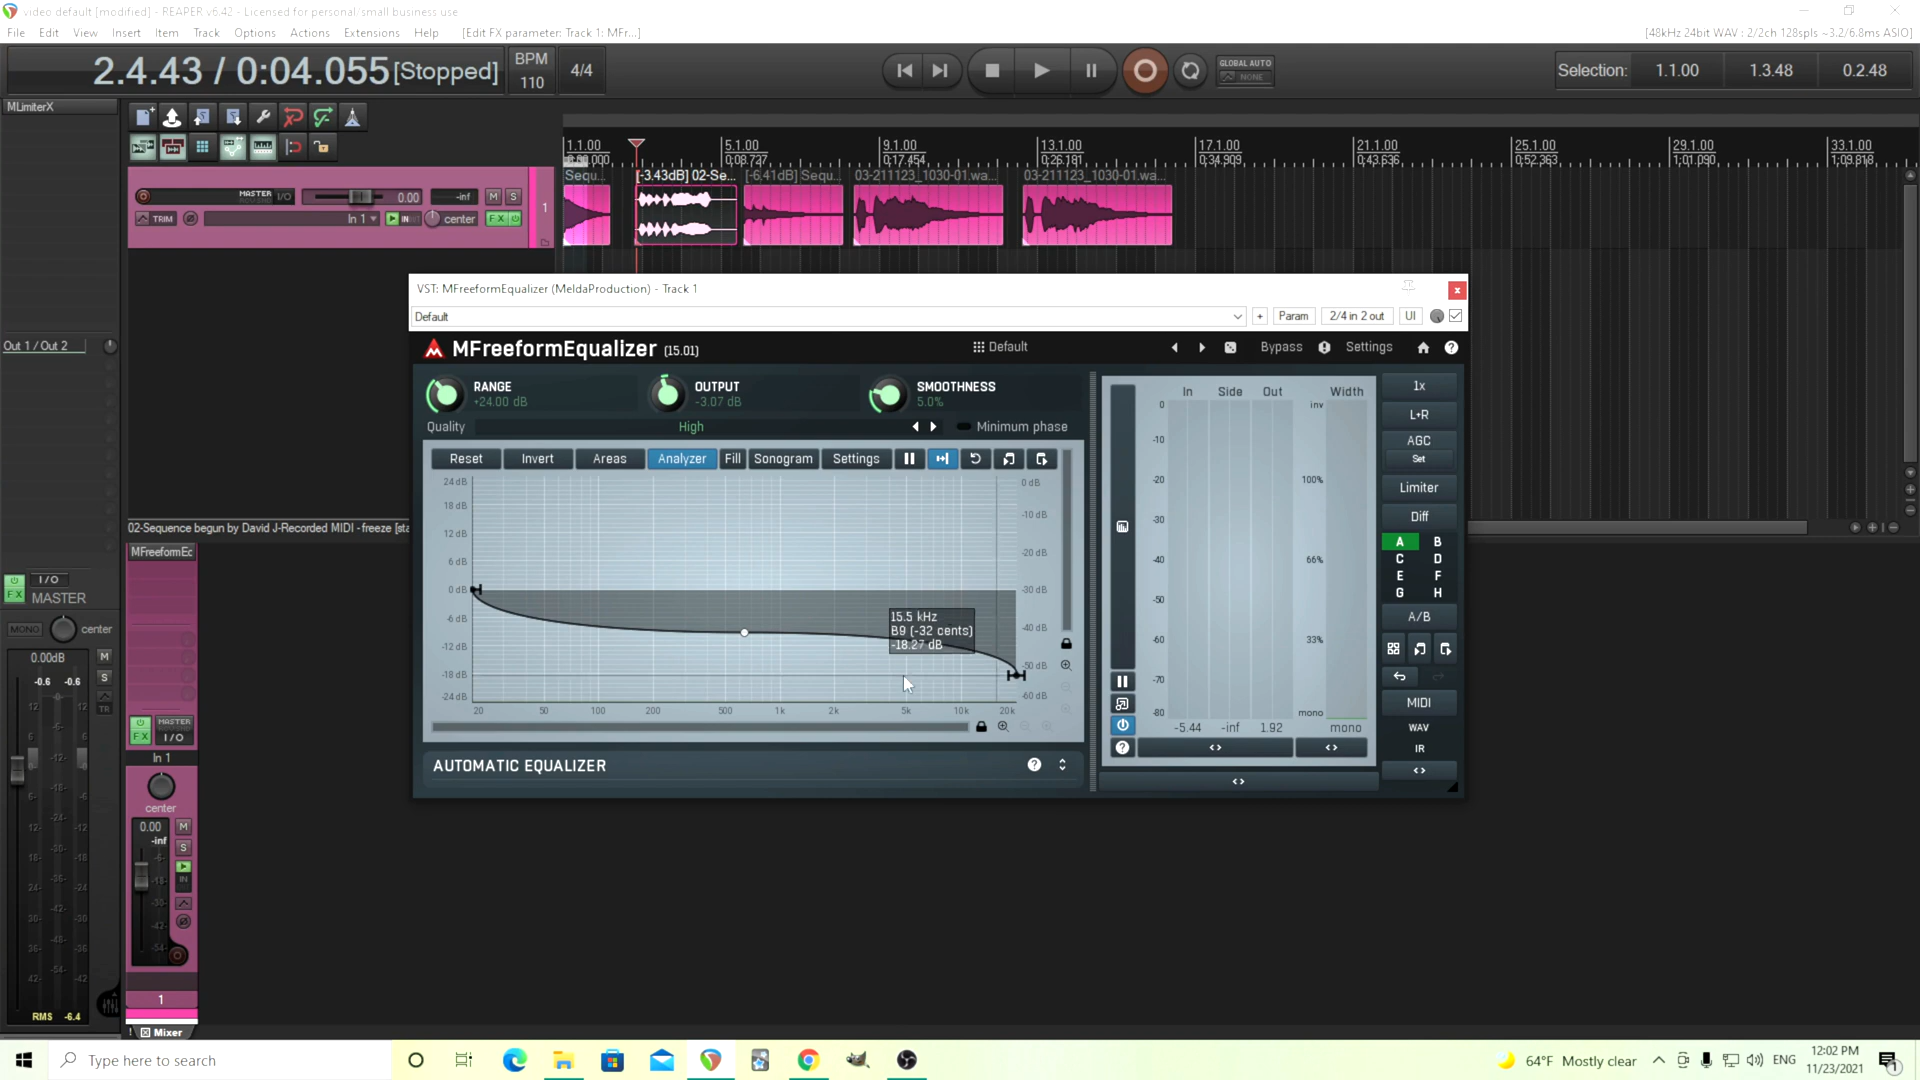 video default [modified] - REAPER v6.42 - Licensed for personal/small business use
File Edit View Insert Item Track Options Actions Extensions Help [Edit FX parameter: Track 1: MFr...]
[48kHz 24bit WAV : 2/2ch 128spls ~3.2/6.8ms ASIO]
2.4.43 / 0:04.055 [Stopped]
BPM
110
4/4
GLOBAL AUTO
NONE
Selection: 1.1.00 1.3.48 0.2.48
MLimiterX
1.1.00 5.1.00 9.1.00 13.1.00 17.1.00 21.1.00 25.1.00 29.1.00 33.1.00
0:00.000 0:08.727 0:17.454 0:26.181 0:34.909 0:43.636 0:52.363 1:01.090 1:09.818
Sequ... [-3.43dB] 02-Se... [-6.41dB] Sequ... 03-211123_1030-01.wa... 03-211123_1030-01.wa...
MASTER I/O 0.00 -inf M S
1
TRIM In 1 IN center FX
VST: MFreeformEqualizer (MeldaProduction) - Track 1
x
Default
+ Param 2/4 in 2 out UI
MFreeformEqualizer (15.01)
Default
Bypass Settings
RANGE
+24.00 dB
OUTPUT
-3.07 dB
SMOOTHNESS
5.0%
Quality High Minimum phase
Reset Invert Areas Analyzer Fill Sonogram Settings
24 dB
18 dB
12 dB
6 dB
0 dB
-6 dB
-12 dB
-18 dB
-24 dB
0 dB
-10 dB
-20 dB
-30 dB
-40 dB
-50 dB
-60 dB
15.5 kHz
B9 (-32 cents)
-18.27 dB
20 50 100 200 500 1k 2k 5k 10k 20k
AUTOMATIC EQUALIZER
In Side Out Width
0
-10
-20
-30
-40
-50
-60
-70
-80
inv
100%
66%
33%
mono
-5.44 -inf 1.92 mono
1x
L+R
AGC
Set
Limiter
Diff
A B
C D
E F
G H
A/B
MIDI
WAV
IR
Out 1 / Out 2
02-Sequence begun by David J-Recorded MIDI - freeze [sta
MFreeformEc
I/O
FX
MASTER
MONO center
0.00dB M
-0.6 -0.6 S
TR
RMS -6.4
MASTER
FX I/O
In 1
center
0.00 M
-inf S
IN
1
! Mixer
Type here to search
64°F Mostly clear
ENG
12:02 PM
11/23/2021
1